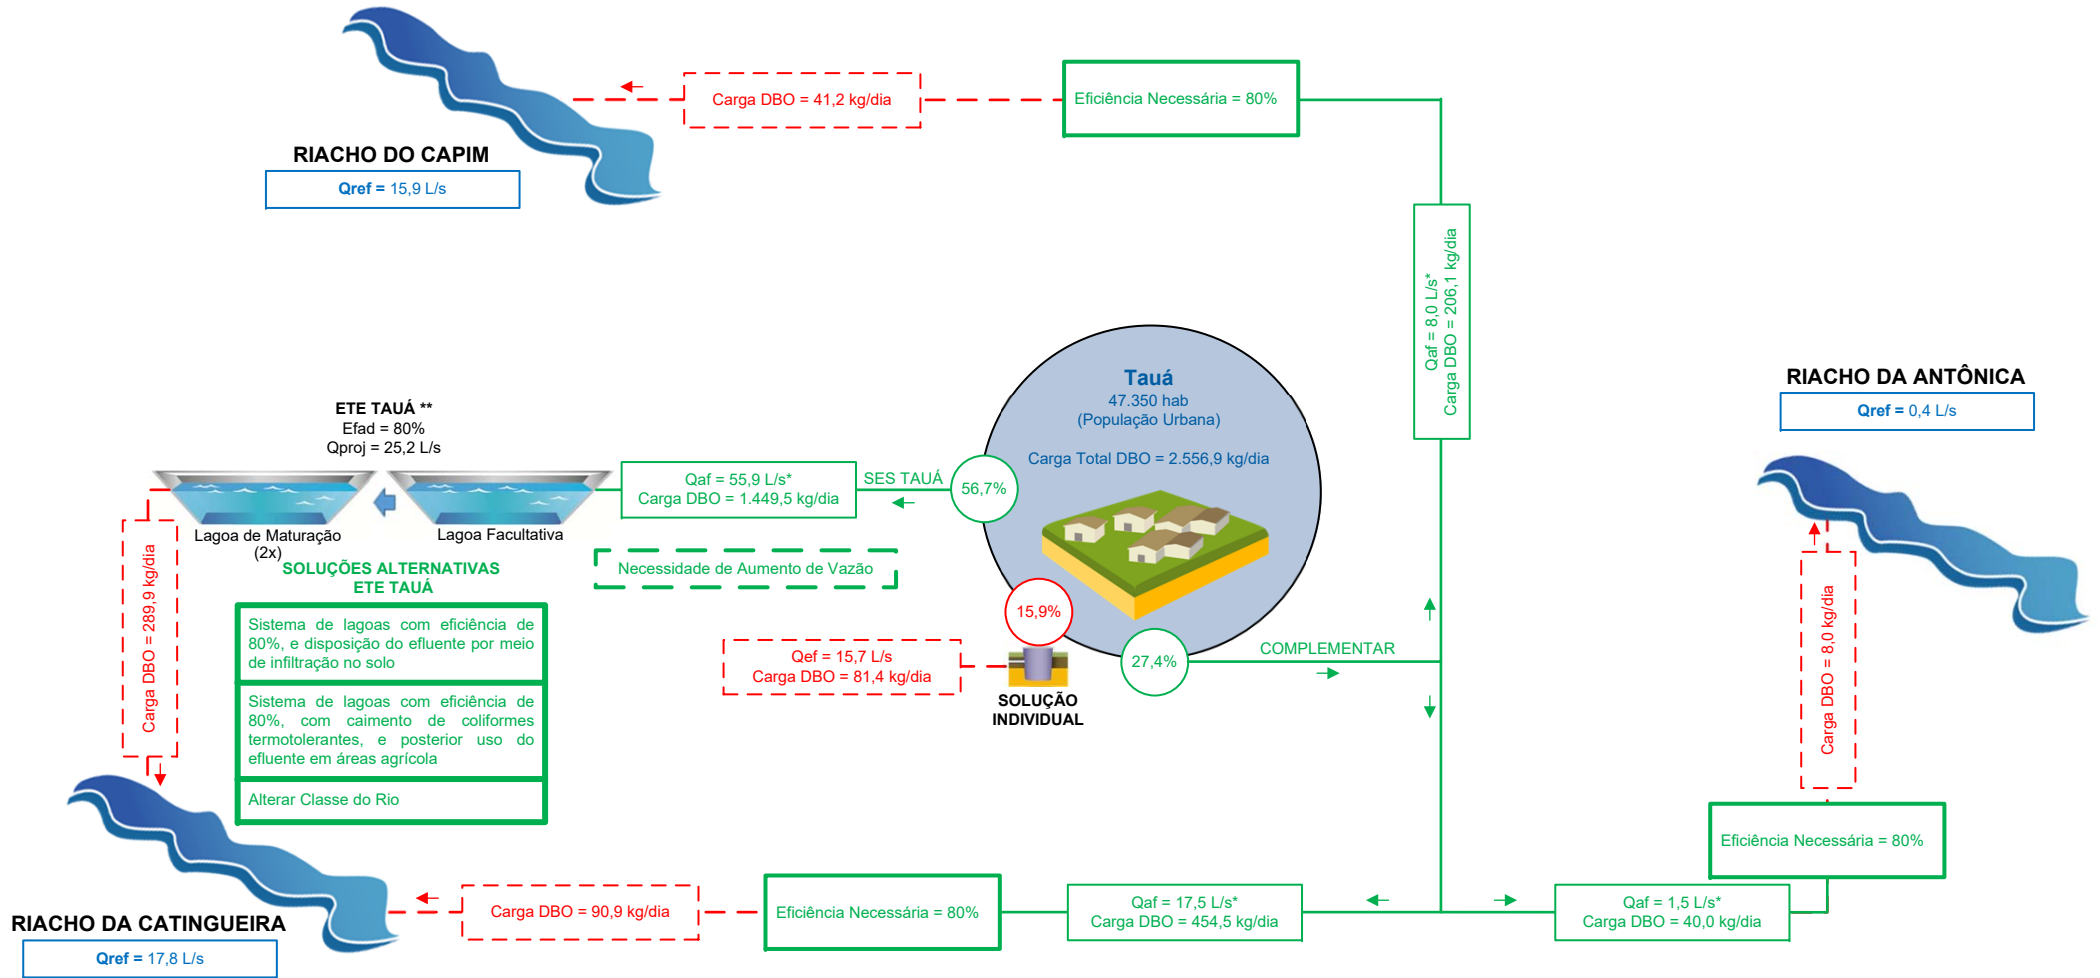 Carga DBO = 41,2 kg/dia
Eficiência Necessária = 80%
RIACHO DO CAPIM
Qref = 15,9 L/s
Qaf = 8,0 L/s*
Carga DBO = 206,1 kg/dia
Tauá
47.350 hab
(População Urbana)
Carga Total DBO = 2.556,9 kg/dia
RIACHO DA ANTÔNICA
Qref = 0,4 L/s
ETE TAUÁ **
Efad = 80%
Qproj = 25,2 L/s
Qaf = 55,9 L/s*
Carga DBO = 1.449,5 kg/dia
SES TAUÁ
56,7%
Lagoa de Maturação
(2x)
Lagoa Facultativa
Necessidade de Aumento de Vazão
Carga DBO = 289,9 kg/dia
SOLUÇÕES ALTERNATIVAS
ETE TAUÁ
Sistema de lagoas com eficiência de
80%, e disposição do efluente por meio
de infiltração no solo
Sistema de lagoas com eficiência de
80%, com caimento de coliformes
termotolerantes, e posterior uso do
efluente em áreas agrícola
Alterar Classe do Rio
15,9%
Qef = 15,7 L/s
Carga DBO = 81,4 kg/dia
SOLUÇÃO
INDIVIDUAL
27,4%
COMPLEMENTAR
Carga DBO = 8,0 kg/dia
Eficiência Necessária = 80%
RIACHO DA CATINGUEIRA
Qref = 17,8 L/s
Carga DBO = 90,9 kg/dia
Eficiência Necessária = 80%
Qaf = 17,5 L/s*
Carga DBO = 454,5 kg/dia
Qaf = 1,5 L/s*
Carga DBO = 40,0 kg/dia